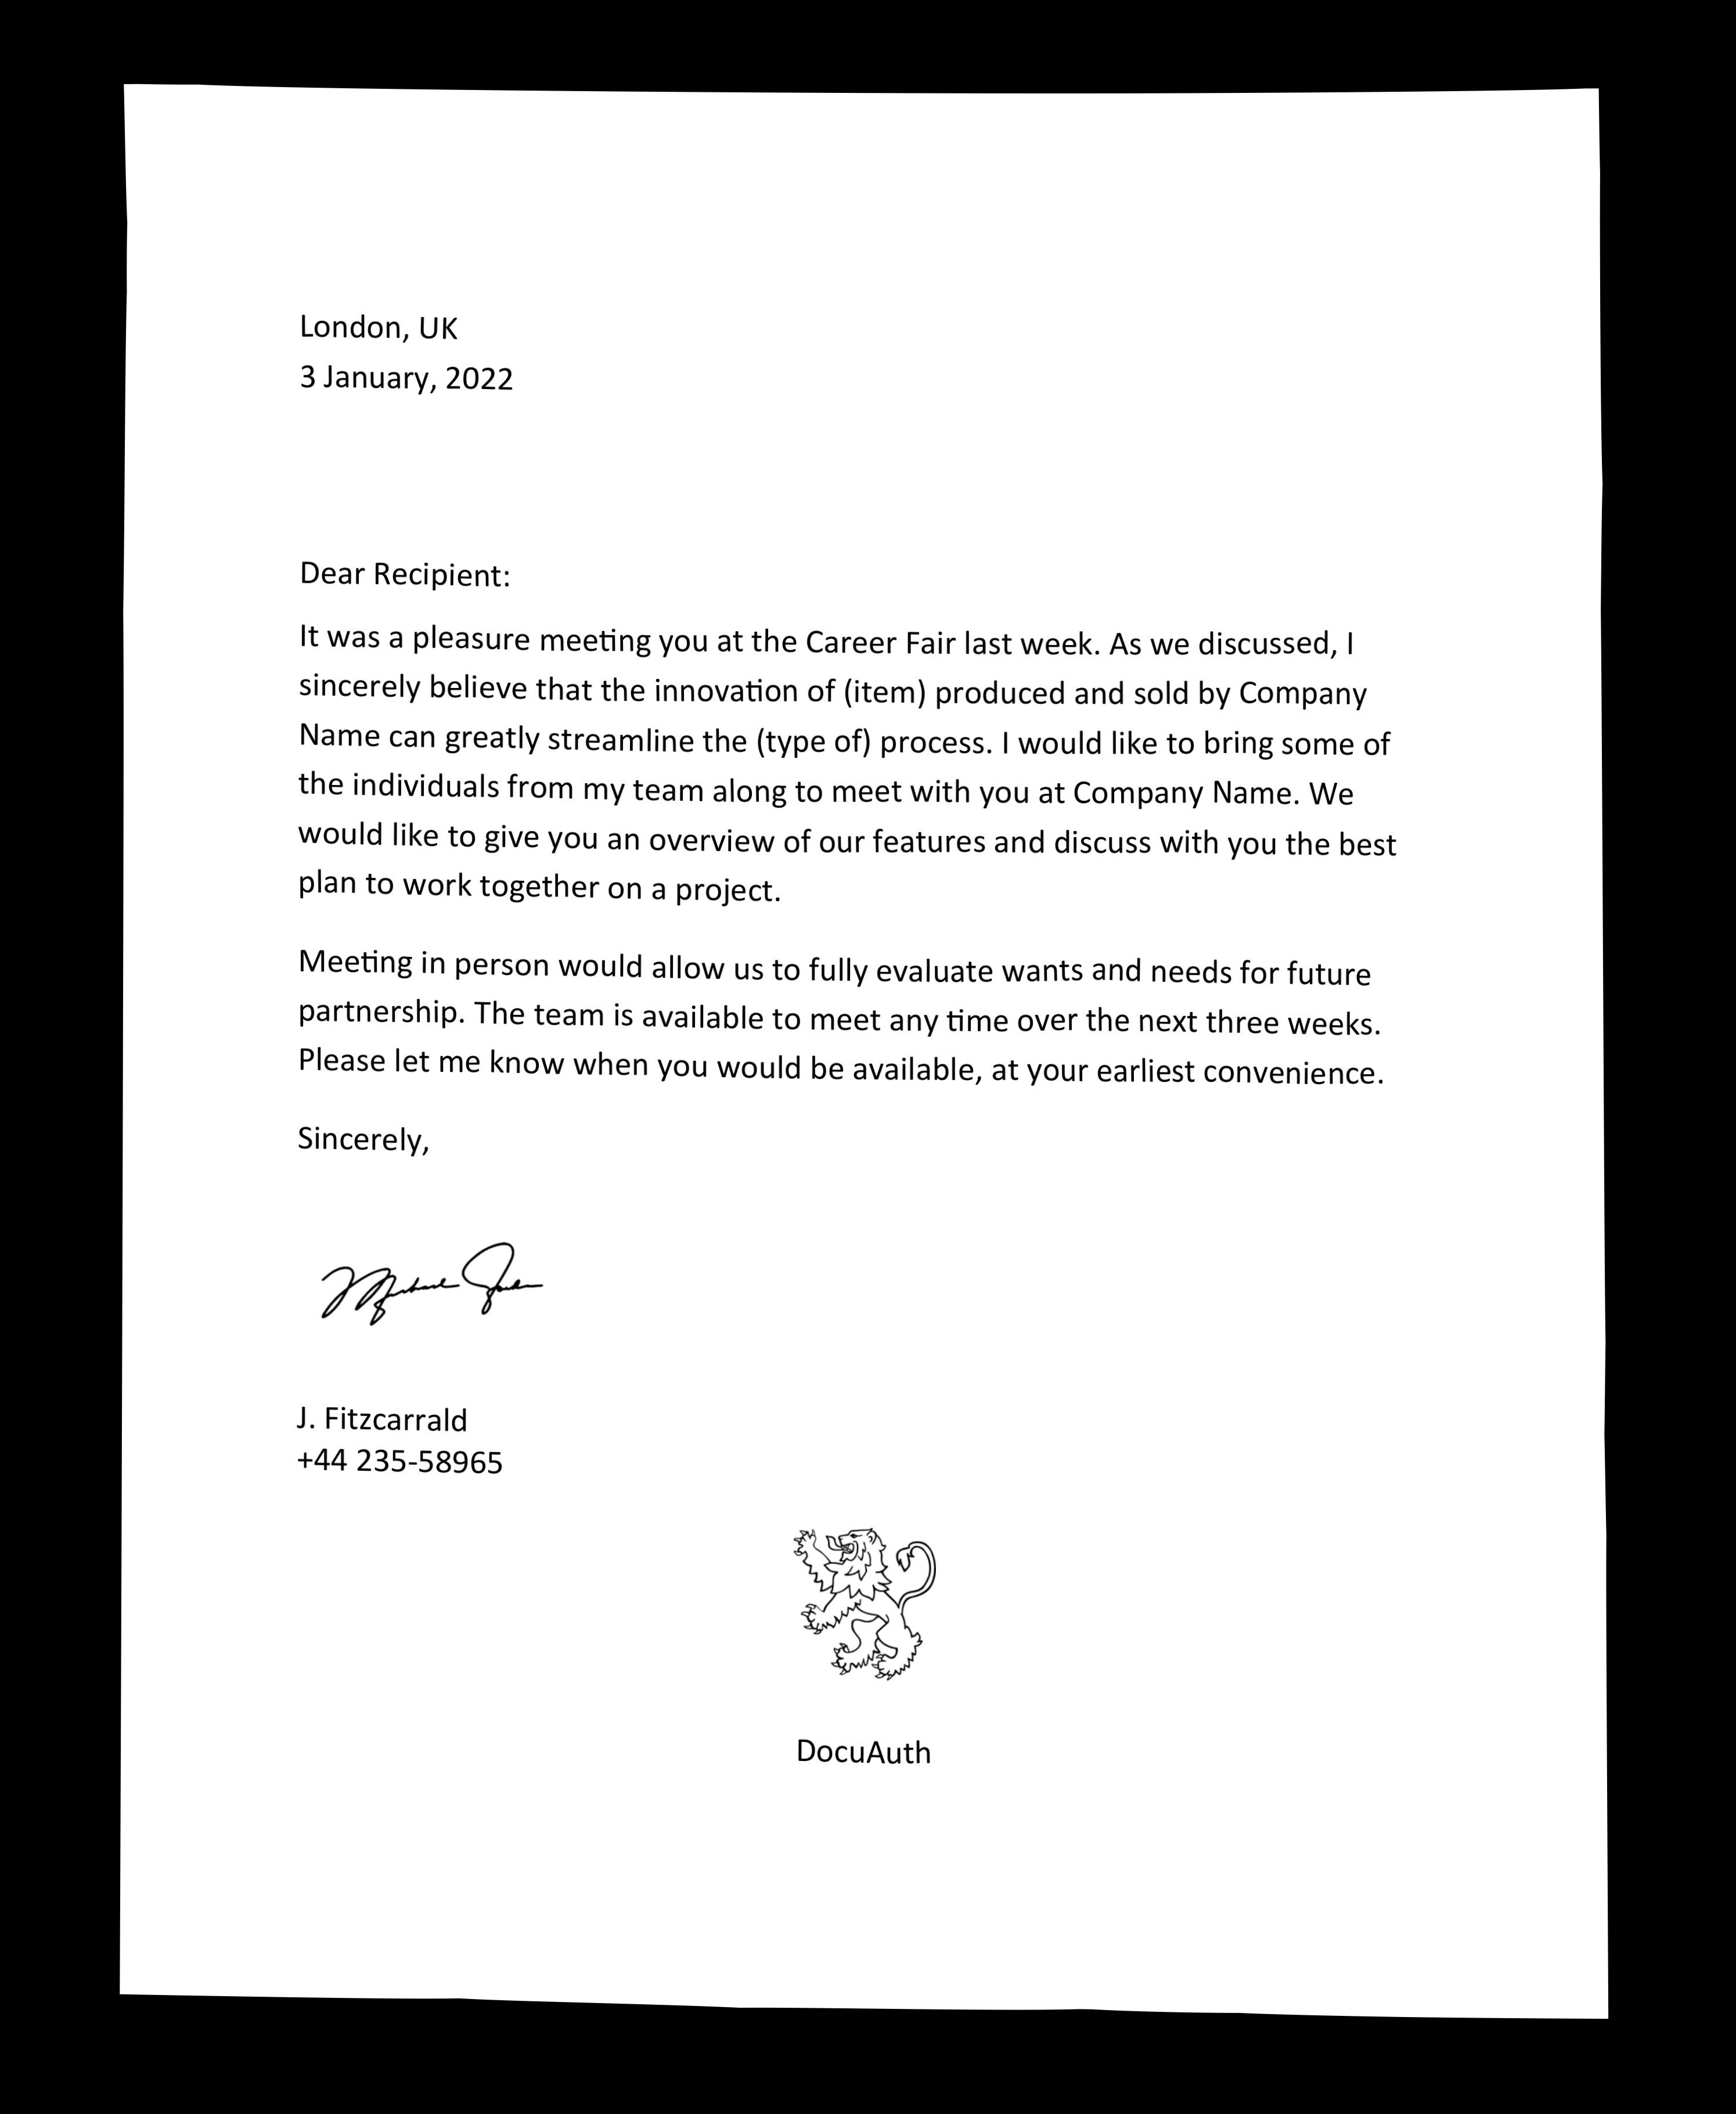 London, UK
3 January, 2022
Dear Recipient:
It was a pleasure meeting you at the Career Fair last week. As we discussed, I
sincerely believe that the innovation of (item) produced and sold by Company
Name can greatly streamline the (type of) process. I would like to bring some of
the individuals from my team along to meet with you at Company Name. We
would like to give you an overview of our features and discuss with you the best
plan to work together on a project.
Meeting in person would allow us to fully evaluate wants and needs for future
partnership. The team is available to meet any time over the next three weeks.
Please let me know when you would be available, at your earliest convenience.
Sincerely,
J. Fitzcarrald
+44 235-58965
DocuAuth